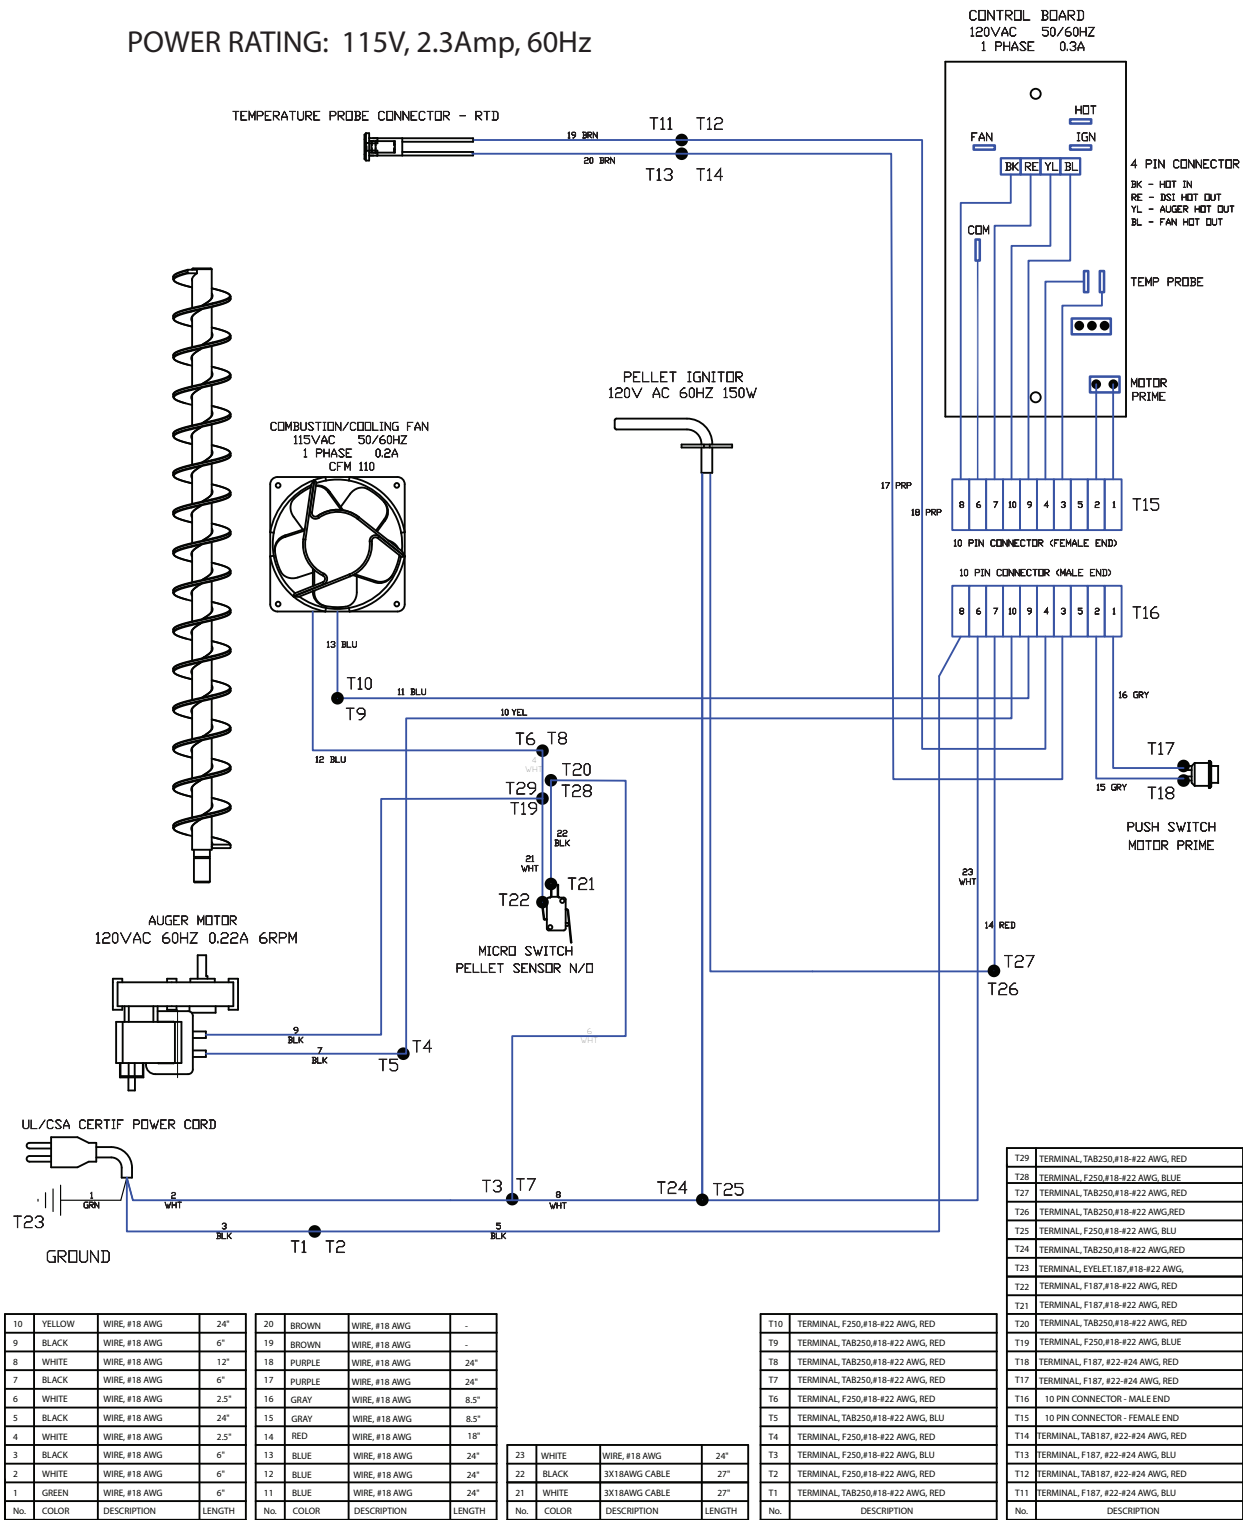 POWER RATING: 115V, 2.3Amp, 60Hz
CONTROL BOARD
120VAC 50/60HZ
1 PHASE 0.3A
TEMPERATURE PROBE CONNECTOR - RTD
19 BRN
20 BRN
T11 T12
T13 T14
HOT
FAN
IGN
BK RE YL BL
COM
4 PIN CONNECTOR
BK - HOT IN
RE - DSI HOT OUT
YL - AUGER HOT OUT
BL - FAN HOT OUT
TEMP PROBE
MOTOR
PRIME
PELLET IGNITOR
120V AC 60HZ 150W
COMBUSTION/COOLING FAN
115VAC 50/60HZ
1 PHASE 0.2A
CFM 110
17 PRP
18 PRP
8 6 7 10 9 4 3 5 2 1
T15
10 PIN CONNECTOR (FEMALE END)
10 PIN CONNECTOR (MALE END)
8 6 7 10 9 4 3 5 2 1
T16
13 BLU
T10
T9
11 BLU
10 YEL
12 BLU
16 GRY
15 GRY
T17
T18
PUSH SWITCH
MOTOR PRIME
T6 T8
4
WHT
T20
T28
T29
T19
22
BLK
21
WHT
T21
T22
MICRO SWITCH
PELLET SENSOR N/O
23
WHT
14 RED
T27
T26
AUGER MOTOR
120VAC 60HZ 0.22A 6RPM
9
BLK
7
BLK
T4
T5
6
WHT
UL/CSA CERTIF POWER CORD
1
GRN
2
WHT
T23
GROUND
3
BLK
T1 T2
5
BLK
T3 T7
8
WHT
T24 T25
10 YELLOW WIRE, #18 AWG 24"
9 BLACK WIRE, #18 AWG 6"
8 WHITE WIRE, #18 AWG 12"
7 BLACK WIRE, #18 AWG 6"
6 WHITE WIRE, #18 AWG 2.5"
5 BLACK WIRE, #18 AWG 24"
4 WHITE WIRE, #18 AWG 2.5"
3 BLACK WIRE, #18 AWG 6"
2 WHITE WIRE, #18 AWG 6"
1 GREEN WIRE, #18 AWG 6"
No. COLOR DESCRIPTION LENGTH
20 BROWN WIRE, #18 AWG -
19 BROWN WIRE, #18 AWG -
18 PURPLE WIRE, #18 AWG 24"
17 PURPLE WIRE, #18 AWG 24"
16 GRAY WIRE, #18 AWG 8.5"
15 GRAY WIRE, #18 AWG 8.5"
14 RED WIRE, #18 AWG 18"
13 BLUE WIRE, #18 AWG 24"
12 BLUE WIRE, #18 AWG 24"
11 BLUE WIRE, #18 AWG 24"
No. COLOR DESCRIPTION LENGTH
23 WHITE WIRE, #18 AWG 24"
22 BLACK 3X18AWG CABLE 27"
21 WHITE 3X18AWG CABLE 27"
No. COLOR DESCRIPTION LENGTH
T10 TERMINAL, F250,#18-#22 AWG, RED
T9 TERMINAL, TAB250,#18-#22 AWG, RED
T8 TERMINAL, TAB250,#18-#22 AWG, RED
T7 TERMINAL, TAB250,#18-#22 AWG, RED
T6 TERMINAL, F250,#18-#22 AWG, RED
T5 TERMINAL, TAB250,#18-#22 AWG, BLU
T4 TERMINAL, F250,#18-#22 AWG, RED
T3 TERMINAL, F250,#18-#22 AWG, BLU
T2 TERMINAL, F250,#18-#22 AWG, RED
T1 TERMINAL, TAB250,#18-#22 AWG, RED
No. DESCRIPTION
T29 TERMINAL, TAB250,#18-#22 AWG, RED
T28 TERMINAL, F250,#18-#22 AWG, BLUE
T27 TERMINAL, TAB250,#18-#22 AWG, RED
T26 TERMINAL, TAB250,#18-#22 AWG,RED
T25 TERMINAL, F250,#18-#22 AWG, BLU
T24 TERMINAL, TAB250,#18-#22 AWG,RED
T23 TERMINAL, EYELET.187,#18-#22 AWG,
T22 TERMINAL, F187,#18-#22 AWG, RED
T21 TERMINAL, F187,#18-#22 AWG, RED
T20 TERMINAL, TAB250,#18-#22 AWG, RED
T19 TERMINAL, F250,#18-#22 AWG, BLUE
T18 TERMINAL, F187, #22-#24 AWG, RED
T17 TERMINAL, F187, #22-#24 AWG, RED
T16 10 PIN CONNECTOR - MALE END
T15 10 PIN CONNECTOR - FEMALE END
T14 TERMINAL, TAB187, #22-#24 AWG, RED
T13 TERMINAL, F187, #22-#24 AWG, BLU
T12 TERMINAL, TAB187, #22-#24 AWG, RED
T11 TERMINAL, F187, #22-#24 AWG, BLU
No. DESCRIPTION